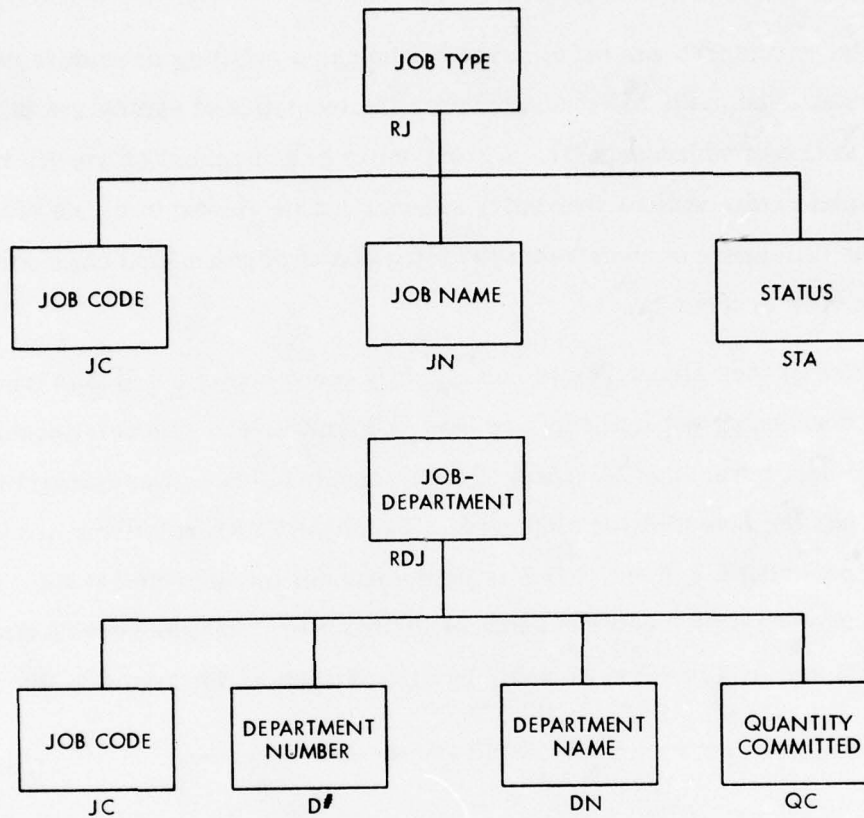 JOB TYPE
RJ
JOB CODE
JOB NAME
STATUS
JC
JN
STA
JOB-
DEPARTMENT
RDJ
JOB CODE
DEPARTMENT
NUMBER
DEPARTMENT
NAME
QUANTITY
COMMITTED
JC
D#
DN
QC